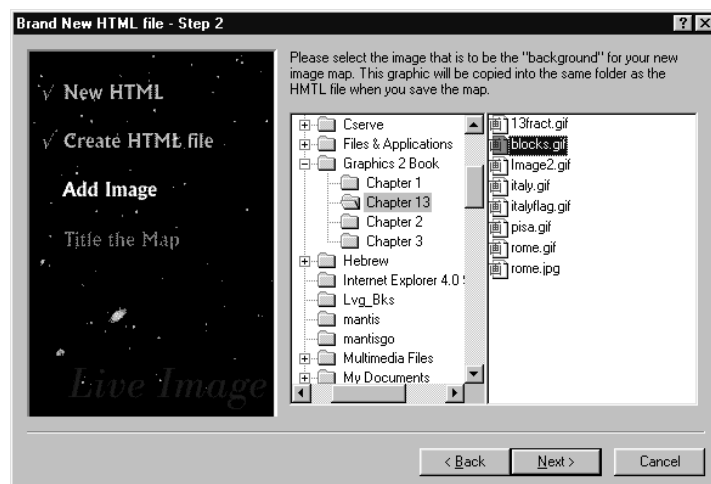 Brand New HTML file - Step 2
√ New HTML
√ Create HTML file
Add Image
Title the Map
Live Image
Please select the image that is to be the "background" for your new
image map. This graphic will be copied into the same folder as the
HMTL file when you save the map.
Cserve
Files & Applications
Graphics 2 Book
Chapter 1
Chapter 13
Chapter 2
Chapter 3
Hebrew
Internet Explorer 4.0
Lvg_Bks
mantis
mantisgo
Multimedia Files
My Documents
13fract.gif
blocks.gif
Image2.gif
italy.gif
italyflag.gif
pisa.gif
rome.gif
rome.jpg
< Back
Next >
Cancel